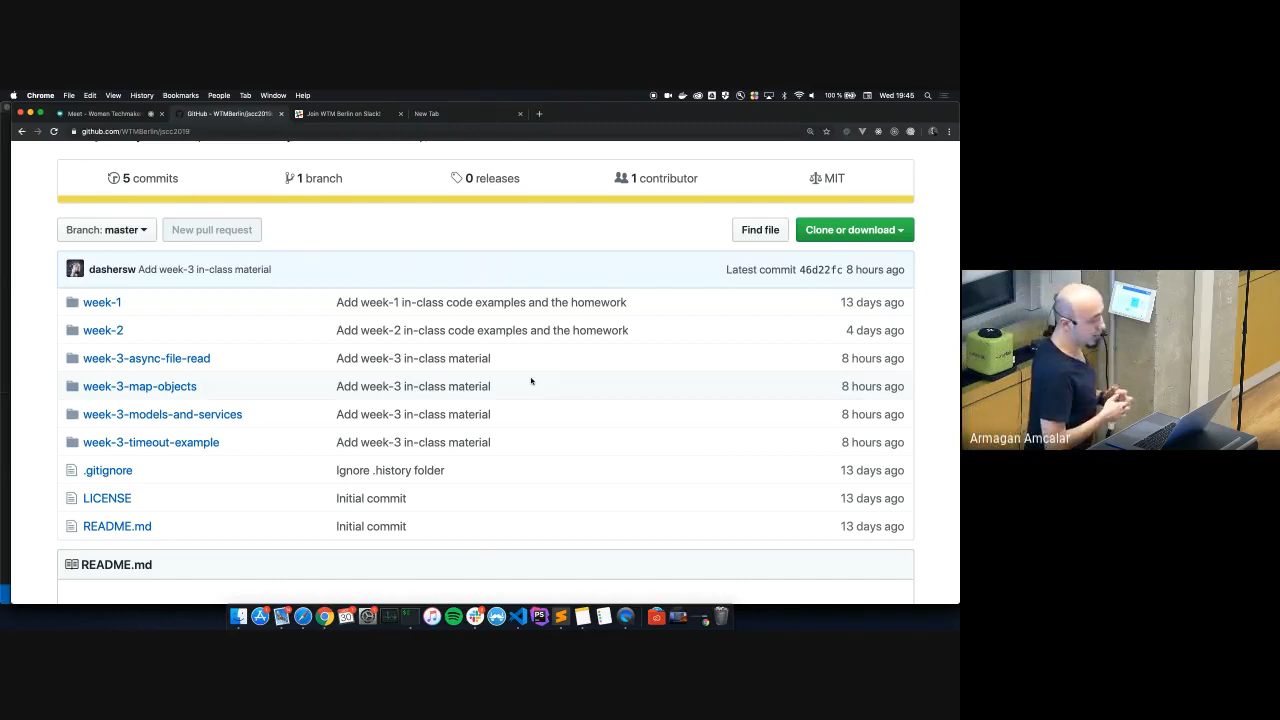 Chrome File Edit View History Bookmarks People Tab Window Help 100 % Wed 19:45
Meet - Women Techmake GitHub - WTMBerlin/jscc2019 Join WTM Berlin on Slack! New Tab
github.com/WTMBerlin/jscc2019
5 commits 1 branch 0 releases 1 contributor MIT
Branch: master New pull request Find file Clone or download
dashersw Add week-3 in-class material Latest commit 46d22fc 8 hours ago
week-1 Add week-1 in-class code examples and the homework 13 days ago
week-2 Add week-2 in-class code examples and the homework 4 days ago
week-3-async-file-read Add week-3 in-class material 8 hours ago
week-3-map-objects Add week-3 in-class material 8 hours ago
week-3-models-and-services Add week-3 in-class material 8 hours ago
week-3-timeout-example Add week-3 in-class material 8 hours ago
.gitignore Ignore .history folder 13 days ago
LICENSE Initial commit 13 days ago
README.md Initial commit 13 days ago
README.md
30
PS
Armagan Amcalar